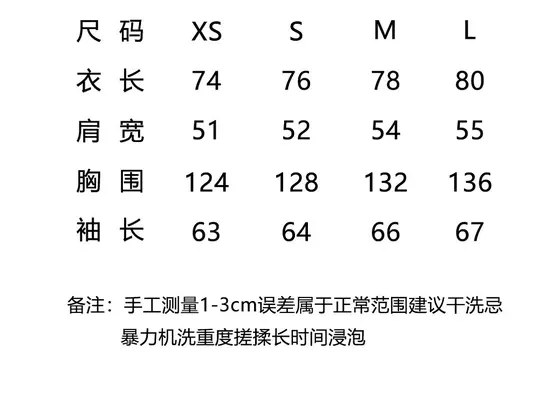 尺码 XS S M L
衣长 74 76 78 80
肩宽 51 52 54 55
胸围 124 128 132 136
袖长 63 64 66 67
备注：手工测量1-3cm误差属于正常范围建议干洗忌
暴力机洗重度搓揉长时间浸泡